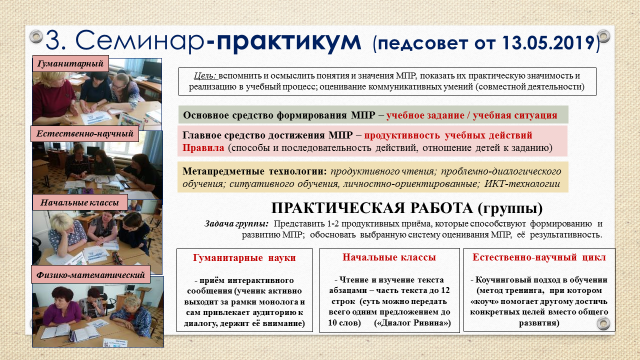 3. Семинар-практикум (педсовет от 13.05.2019)
Гуманитарный
Естественно-научный
Начальные классы
Физико-математический
Цель: вспомнить и осмыслить понятия и значения МПР, показать их практическую значимость и
реализацию в учебный процесс; оценивание коммуникативных умений (совместной деятельности)
Основное средство формирования МПР – учебное задание / учебная ситуация
Главное средство достижения МПР – продуктивность учебных действий
Правила (способы и последовательность действий, отношение детей к заданию)
Метапредметные технологии: продуктивного чтения; проблемно-диалогического
обучения; ситуативного обучения, личностно-ориентированные; ИКТ-технологии
ПРАКТИЧЕСКАЯ РАБОТА (группы)
Задача группы: Представить 1-2 продуктивных приёма, которые способствуют формированию и
развитию МПР; обосновать выбранную систему оценивания МПР, её результативность.
Гуманитарные науки
- приём интерактивного
сообщения (ученик активно
выходит за рамки монолога и
сам привлекает аудиторию к
диалогу, держит её внимание)
Начальные классы
- Чтение и изучение текста
абзацами – часть текста до 12
строк (суть можно передать
всего одним предложением до
10 слов) («Диалог Ривина»)
Естественно-научный цикл
- Коучинговый подход в обучении
(метод тренинга, при котором
«коуч» помогает другому достичь
конкретных целей вместо общего
развития)